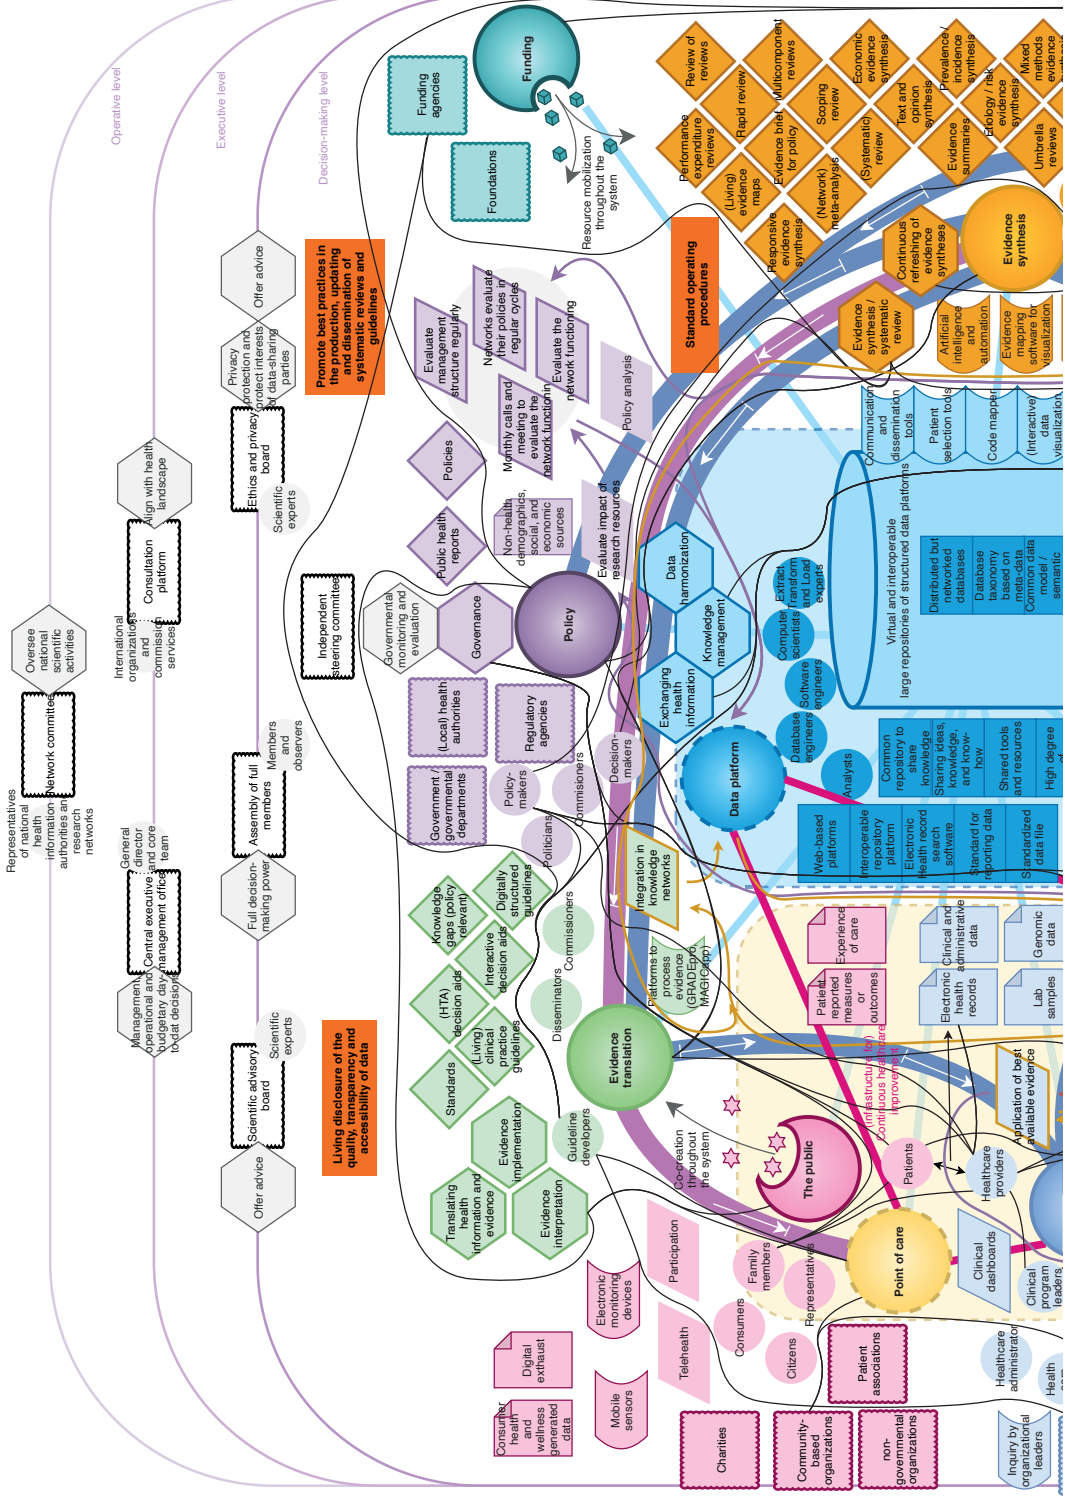 Operative level
Executive level
Decision-making level
Representatives
of national
health
information
authorities and
research
networks
Network committee
Oversee
national
scientific
activities
Management
operational and
budgetary day-
to-dat decisions
Central executive
management office
General
director
and core
team
International
organizations
and
commission
services
Consultation
platform
Align with health
landscape
Offer advice
Scientific advisory
board
Scientific
experts
Full decision-
making power
Assembly of full
members
Members
and
observers
Scientific
experts
Ethics and privacy
board
Privacy
protection and
protect interests
of data-sharing
parties
Offer advice
Living disclosure of the
quality, transparency and
accessibility of data
Independent
steering committee
Promote best practices in
the production, updating
and dissemination of
systematic reviews and
guidelines
Governmental
monitoring and
evaluation
Governance
Public health
reports
Policies
Evaluate
management
structure regularly
Networks evaluate
their policies in
regular cycles
Monthly calls and
meeting to
evaluate the
network functionin
Evaluate the
network functioning
Non-health
demographics,
social, and
economic
sources
Policy analysis
Evaluate impact of
research resources
Policy
(Local) health
authorities
Regulatory
agencies
Government /
governmental
departments
Policy-
makers
Commissioners
Politicians
Decision-
makers
Funding
agencies
Foundations
Funding
Resource mobilization
throughout the
system
Standard operating
procedures
Review of
reviews
Rapid review
Multicomponent
reviews
Economic
evidence
synthesis
Prevalence /
incidence
synthesis
Mixed
methods
evidence
Performance
expenditure
reviews
Evidence brief
for policy
Scoping
review
Text and
opinion
synthesis
Etiology / risk
evidence
synthesis
(Living)
evidence
maps
(Network)
meta-analysis
(Systematic)
review
Evidence
summaries
Umbrella
reviews
Responsive
evidence
synthesis
Continuous
refreshing of
evidence
syntheses
Evidence
synthesis
Evidence
synthesis /
systematic
review
Artificial
intelligence
and
automation
Evidence
mapping
software for
visualization
Communication
and
dissemination
tools
Patient
selection tools
Code mapper
(Interactive)
data
visualization
Knowledge
gaps (policy
relevant)
Digitally
structured
guidelines
(HTA)
decision aids
Interactive
decision aids
Standards
(Living)
clinical
practice
guidelines
Commissioners
Disseminators
Guideline
developers
Evidence
implementation
Translating
health
information and
evidence
Evidence
interpretation
Evidence
translation
Platforms to
process
evidence
(GRADEpro,
MAGICapp)
Integration in
knowledge
networks
Data
harmonization
Knowledge
management
Exchanging
health
information
Data platform
Extract
Transform
and Load
experts
Computer
scientists
Software
engineers
Database
engineers
Analysts
Virtual and interoperable
large repositories of structured data platforms
Distributed but
networked
databases
Database
taxonomy
based on
meta-data
Common data
model /
semantic
Common
repository to
share
knowledge
Sharing ideas,
knowledge,
and know-
how
Shared tools
and resources
High degree
of
Web-based
platforms
Interoperable
repository
platform
Electronic
Health record
search
software
Standard for
reporting data
Standardized
data file
Experience
of care
Patient
reported
measures
or
outcomes
Clinical and
administrative
data
Electronic
health
records
Genomic
data
Lab
samples
(Infrastructure for)
Continuous healthcare
improvement
Application of best
available evidence
Co-creation
throughout
the system
The public
Patients
Healthcare
providers
Point of care
Clinical
dashboards
Clinical
program
leaders
Family
members
Representatives
Consumers
Citizens
Participation
Telehealth
Electronic
monitoring
devices
Mobile
sensors
Digital
exhaust
Consumer
health
and
wellness
generated
data
Charities
Community-
based
organizations
non-
governmental
organizations
Patient
associations
Healthcare
administrator
Health
Inquiry by
organizational
leaders